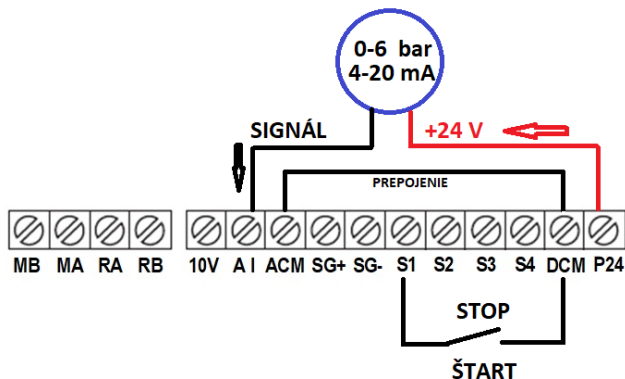 0-6 bar
4-20 mA
SIGNÁL
+24 V
PREPOJENIE
MB MA RA RB 10V A I ACM SG+ SG- S1 S2 S3 S4 DCM P24
STOP
ŠTART